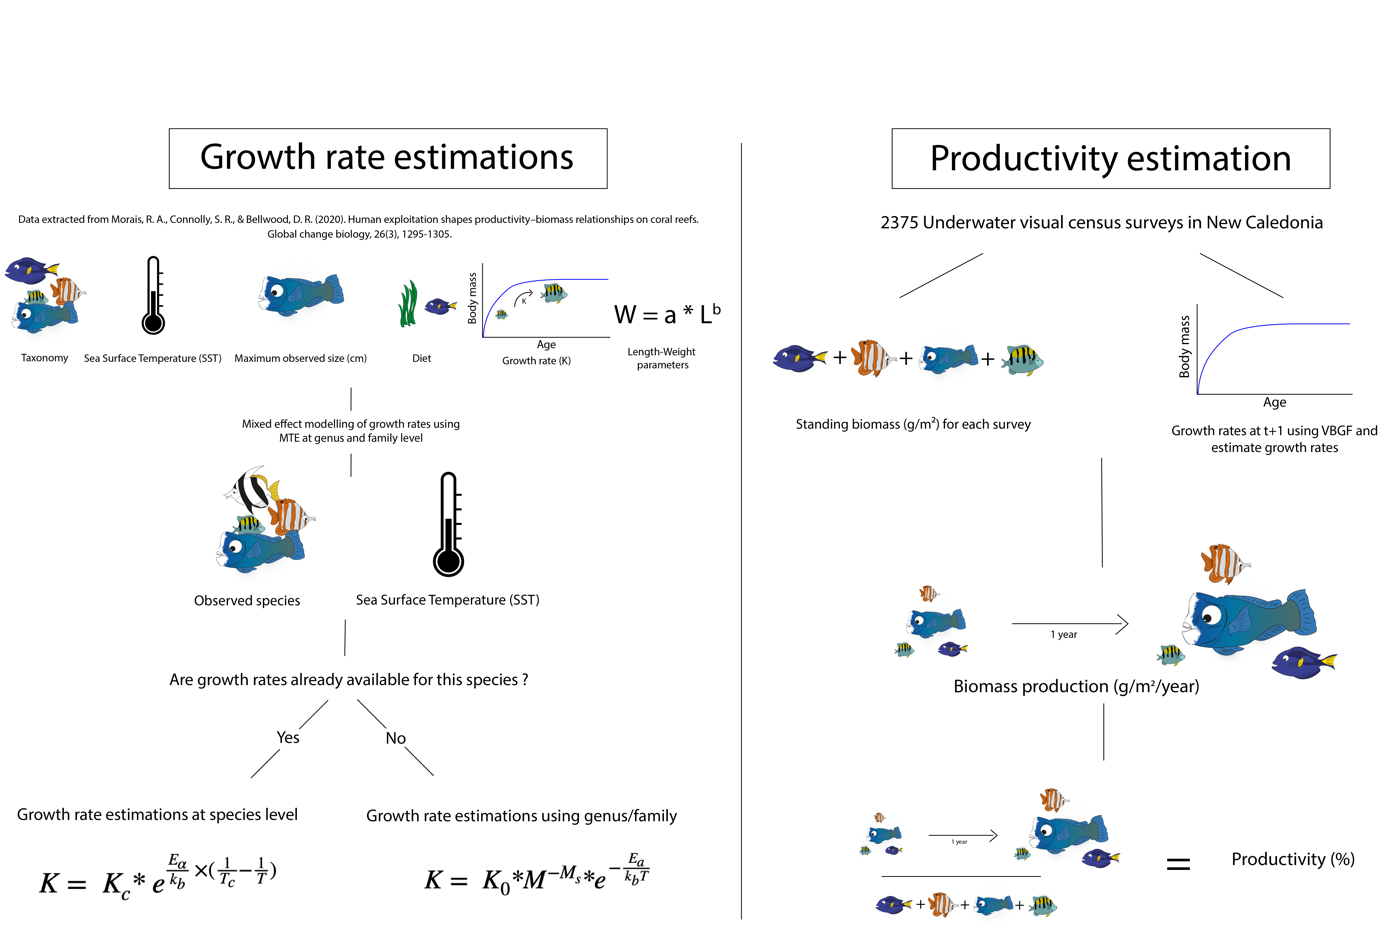 Growth rate estimations
Data extracted from Morais, R. A., Connolly, S. R., & Bellwood, D. R. (2020). Human exploitation shapes productivity–biomass relationships on coral reefs.
Global change biology, 26(3), 1295-1305.
Taxonomy
Sea Surface Temperature (SST)
Maximum observed size (cm)
Diet
Body mass
K
Age
Growth rate (K)
W = a * L^b
Length-Weight
parameters
Mixed effect modelling of growth rates using
MTE at genus and family level
Observed species
Sea Surface Temperature (SST)
Are growth rates already available for this species ?
Yes
No
Growth rate estimations at species level
Growth rate estimations using genus/family
K = K_c * e^{\frac{E_α}{k_b} ×(\frac{1}{T_c} − \frac{1}{T})}
K = K_0 * M^{−M_s} * e^{−\frac{E_a}{k_b T}}
Productivity estimation
2375 Underwater visual census surveys in New Caledonia
+ + +
Standing biomass (g/m²) for each survey
Body mass
Age
Growth rates at t+1 using VBGF and
estimate growth rates
1 year
Biomass production (g/m²/year)
1 year
+ + +
=
Productivity (%)